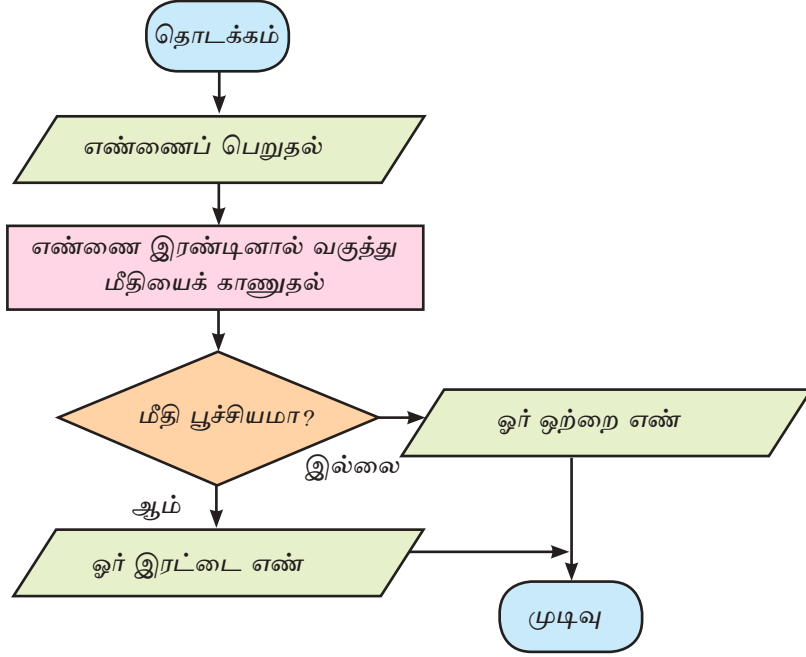 தொடக்கம்
எண்ணைப் பெறுதல்
எண்ணை இரண்டினால் வகுத்து
மீதியைக் காணுதல்
மீதி பூச்சியமா?
ஓர் ஒற்றை எண்
இல்லை
ஆம்
ஓர் இரட்டை எண்
முடிவு